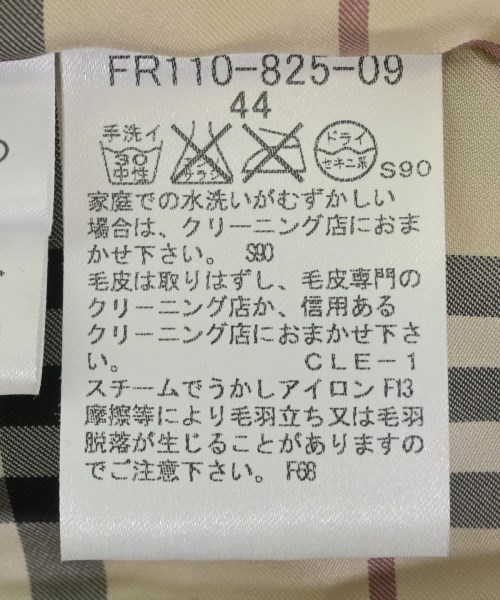 FR110-825-09
44
手洗イ
30
中性
サラシ
ドライ
セキユ系
S90
家庭での水洗いがむずかしい
場合は、クリーニング店におま
かせ下さい。 S90
毛皮は取りはずし、毛皮専門の
クリーニング店か、信用ある
クリーニング店におまかせ下さ
い。 CLE-1
スチームでうかしアイロン F13
摩擦等により毛羽立ち又は毛羽
脱落が生じることがありますの
でご注意下さい。 F68